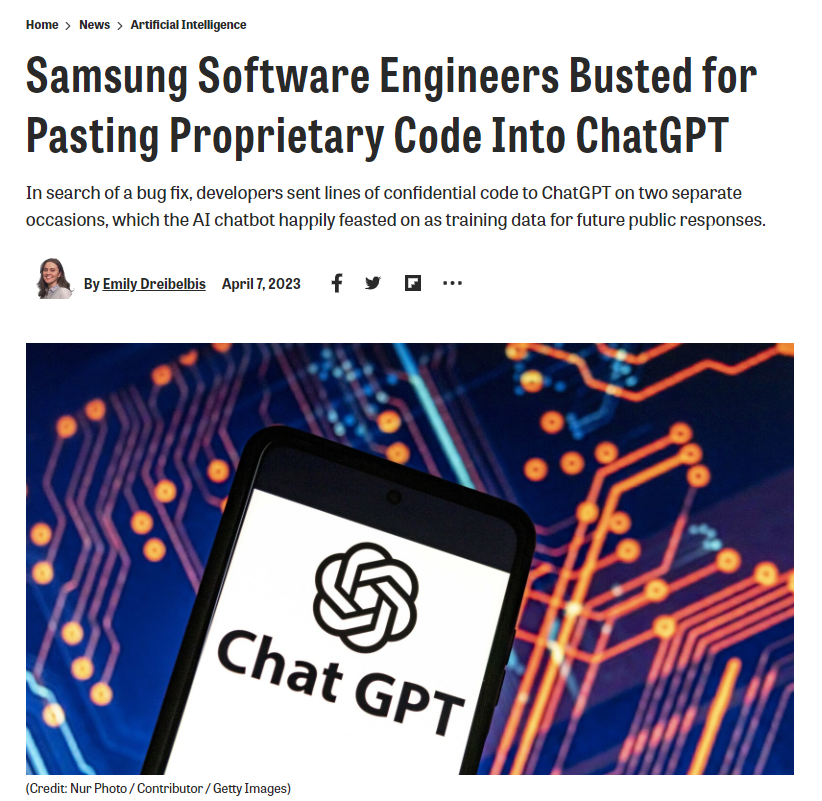 Home > News > Artificial Intelligence
Samsung Software Engineers Busted for
Pasting Proprietary Code Into ChatGPT
In search of a bug fix, developers sent lines of confidential code to ChatGPT on two separate
occasions, which the AI chatbot happily feasted on as training data for future public responses.
By Emily Dreibelbis April 7, 2023
Chat GPT
(Credit: Nur Photo / Contributor / Getty Images)